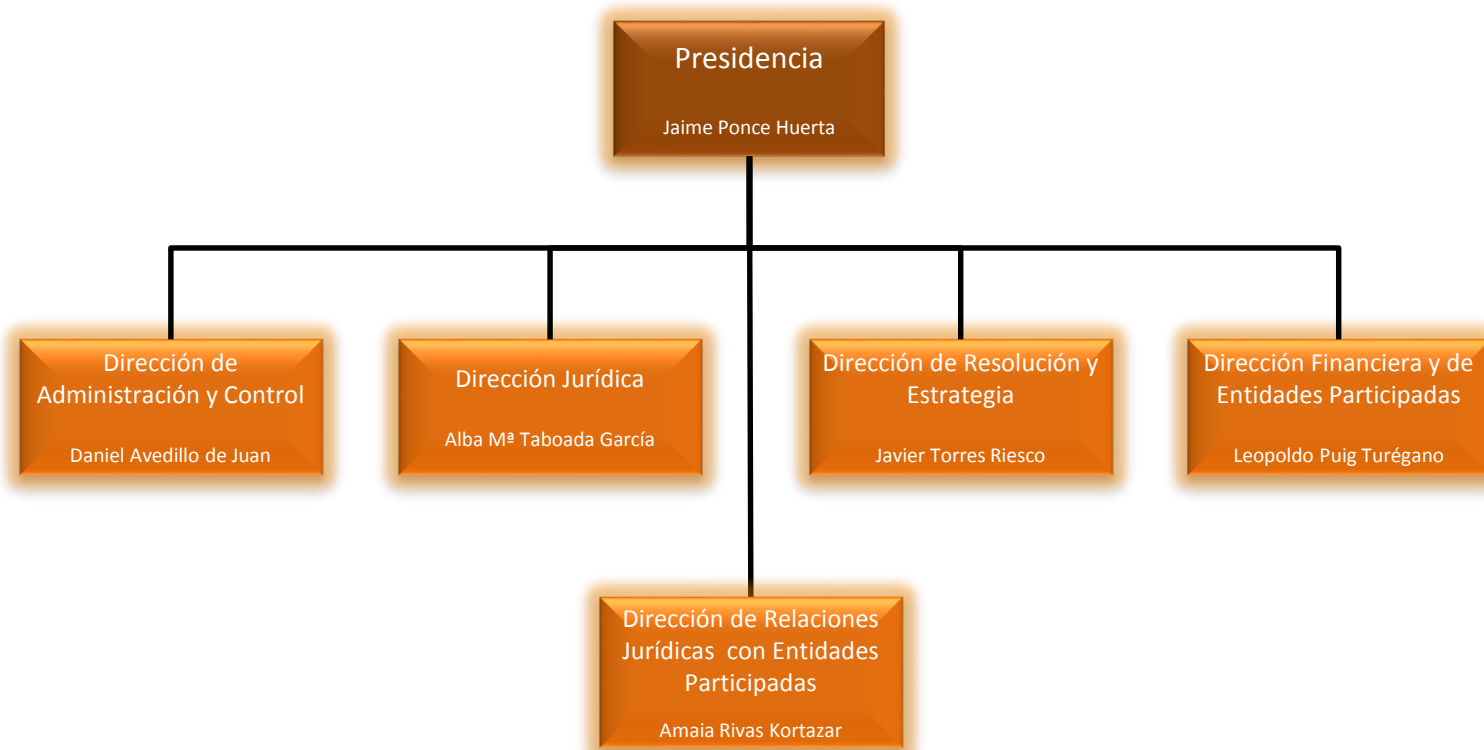 Presidencia
Jaime Ponce Huerta
Dirección de
Administración y Control
Daniel Avedillo de Juan
Dirección Jurídica
Alba Mª Taboada García
Dirección de Resolución y
Estrategia
Javier Torres Riesco
Dirección Financiera y de
Entidades Participadas
Leopoldo Puig Turégano
Dirección de Relaciones
Jurídicas con Entidades
Participadas
Amaia Rivas Kortazar